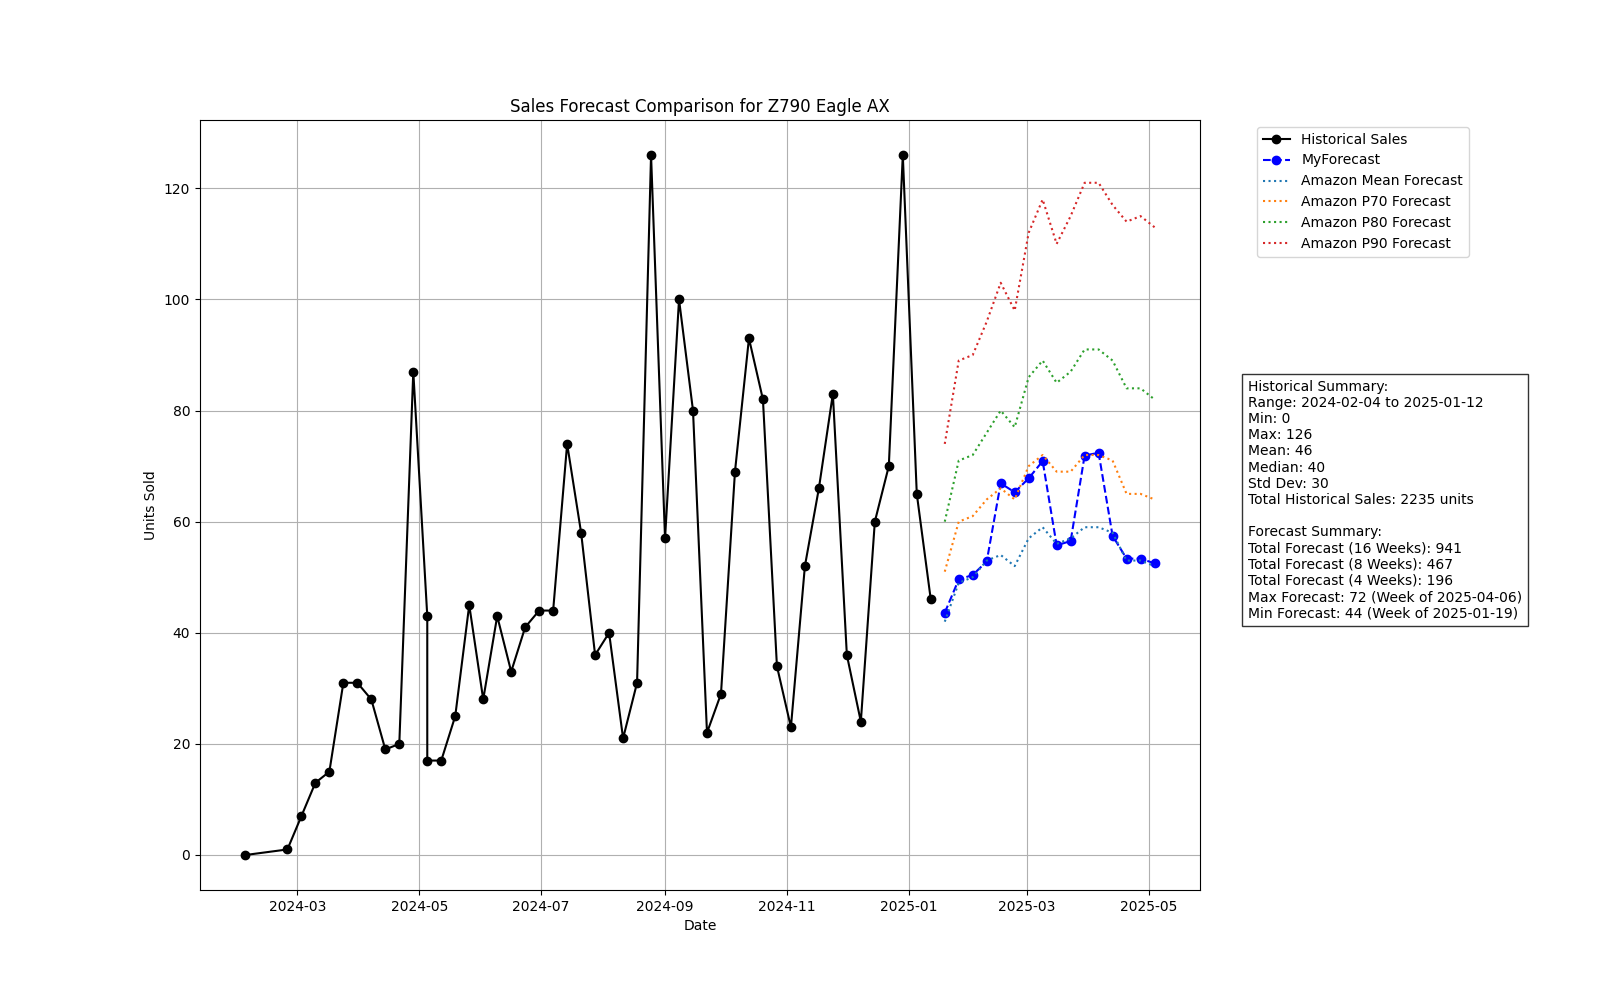 Sales Forecast Comparison for Z790 Eagle AX
Historical Sales
MyForecast
Amazon Mean Forecast
Amazon P70 Forecast
Amazon P80 Forecast
Amazon P90 Forecast
120
100
80
60
40
20
0
Units Sold
2024-03
2024-05
2024-07
2024-09
2024-11
2025-01
2025-03
2025-05
Date
Historical Summary:
Range: 2024-02-04 to 2025-01-12
Min: 0
Max: 126
Mean: 46
Median: 40
Std Dev: 30
Total Historical Sales: 2235 units
Forecast Summary:
Total Forecast (16 Weeks): 941
Total Forecast (8 Weeks): 467
Total Forecast (4 Weeks): 196
Max Forecast: 72 (Week of 2025-04-06)
Min Forecast: 44 (Week of 2025-01-19)